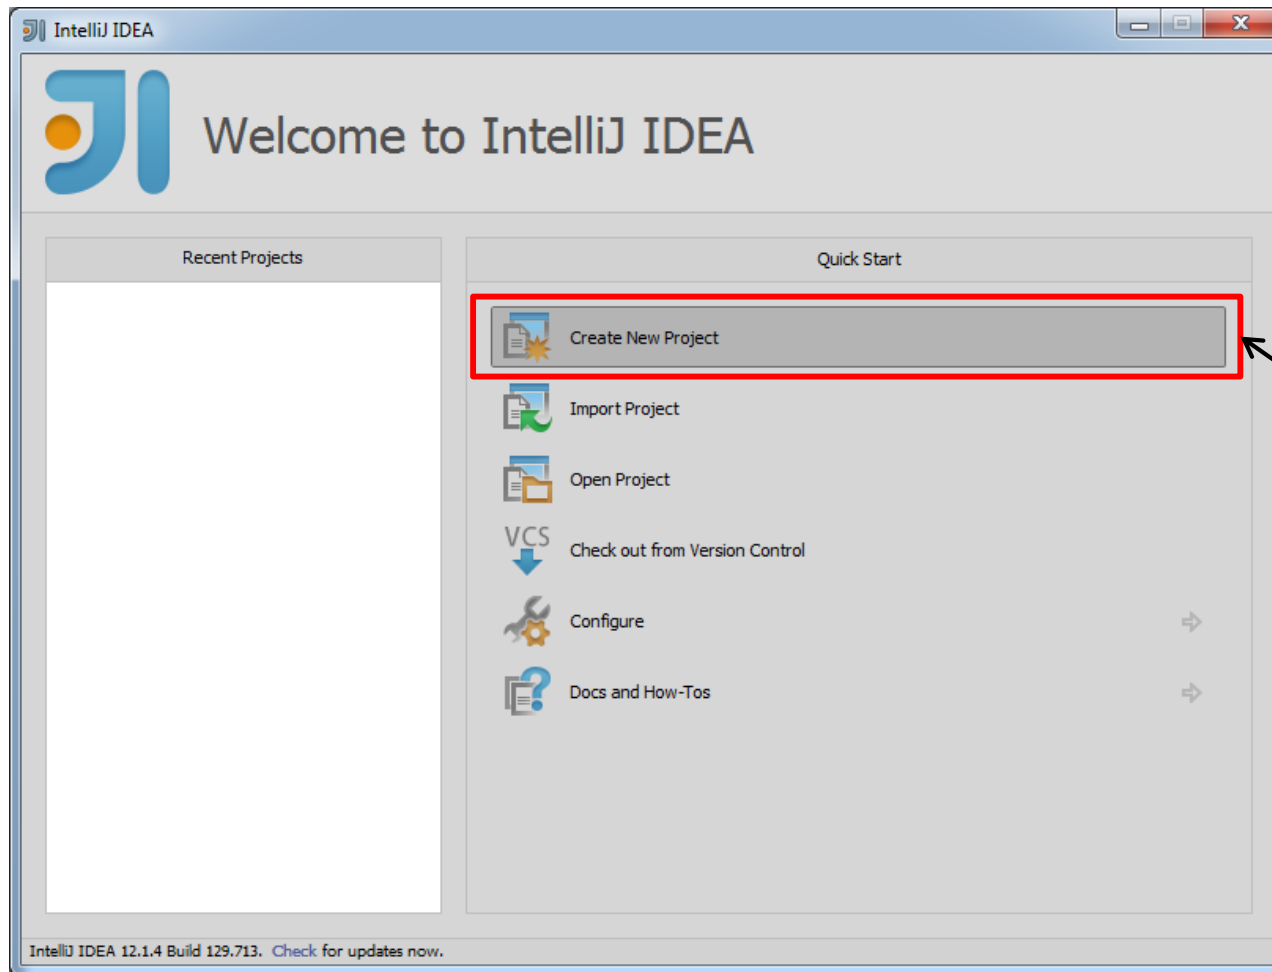 IntelliJ IDEA
Welcome to IntelliJ IDEA
Recent Projects
Quick Start
Create New Project
Import Project
Open Project
VCS
Check out from Version Control
Configure
Docs and How-Tos
IntelliJ IDEA 12.1.4 Build 129.713. Check for updates now.